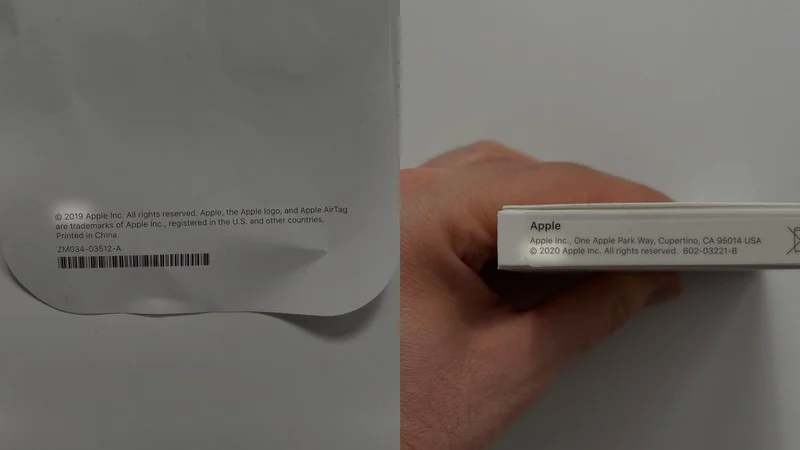 © 2019 Apple Inc. All rights reserved. Apple, the Apple logo, and Apple AirTag
are trademarks of Apple Inc., registered in the U.S. and other countries.
Printed in China.
ZM034-03512-A
Apple
Apple Inc., One Apple Park Way, Cupertino, CA 95014 USA
© 2020 Apple Inc. All rights reserved. 602-03221-B